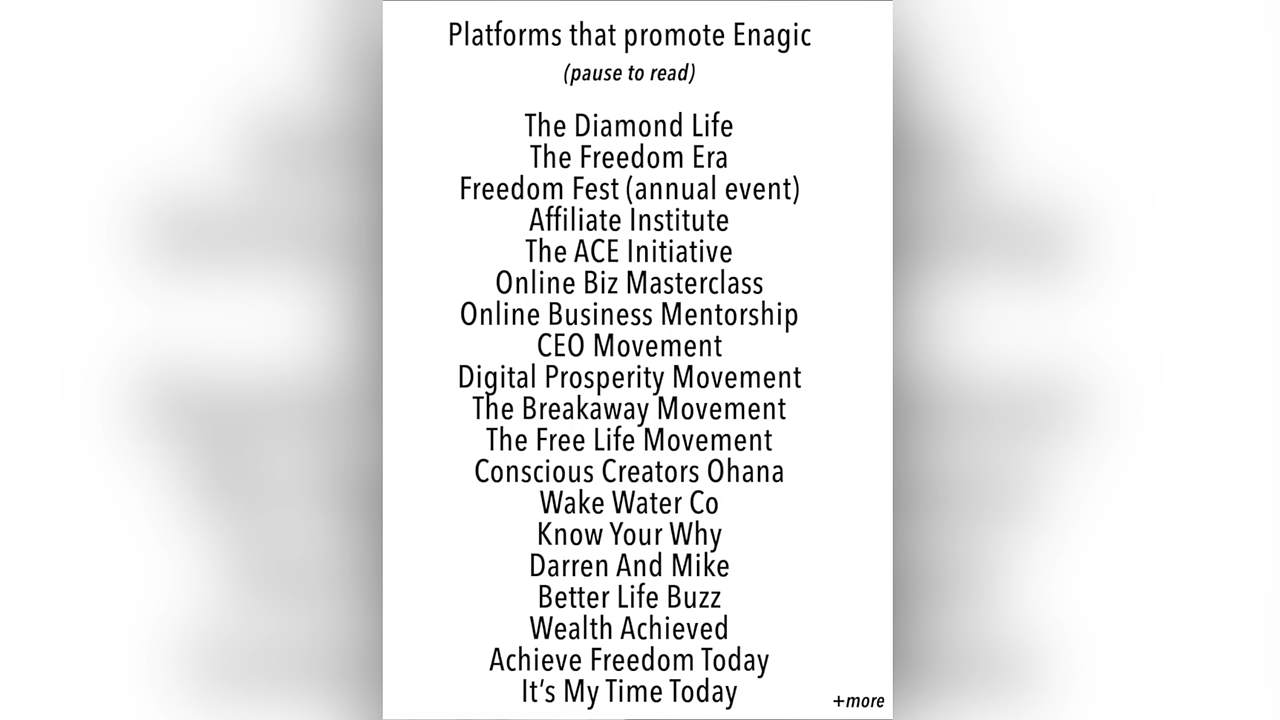 Platforms that promote Enagic
(pause to read)
The Diamond Life
The Freedom Era
Freedom Fest (annual event)
Affiliate Institute
The ACE Initiative
Online Biz Masterclass
Online Business Mentorship
CEO Movement
Digital Prosperity Movement
The Breakaway Movement
The Free Life Movement
Conscious Creators Ohana
Wake Water Co
Know Your Why
Darren And Mike
Better Life Buzz
Wealth Achieved
Achieve Freedom Today
It’s My Time Today
+more